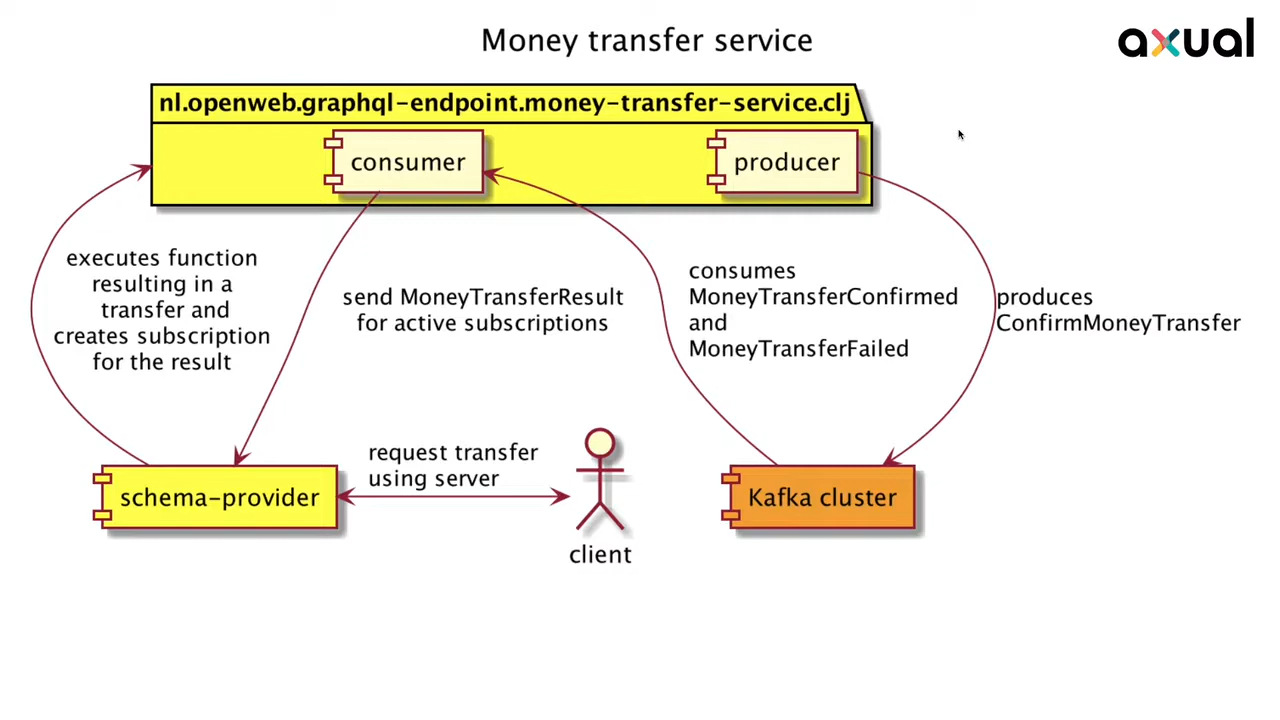 Money transfer service
axual
nl.openweb.graphql-endpoint.money-transfer-service.clj
consumer
producer
executes function
resulting in a
transfer and
creates subscription
for the result
send MoneyTransferResult
for active subscriptions
consumes
MoneyTransferConfirmed
and
MoneyTransferFailed
produces
ConfirmMoneyTransfer
request transfer
using server
schema-provider
client
Kafka cluster